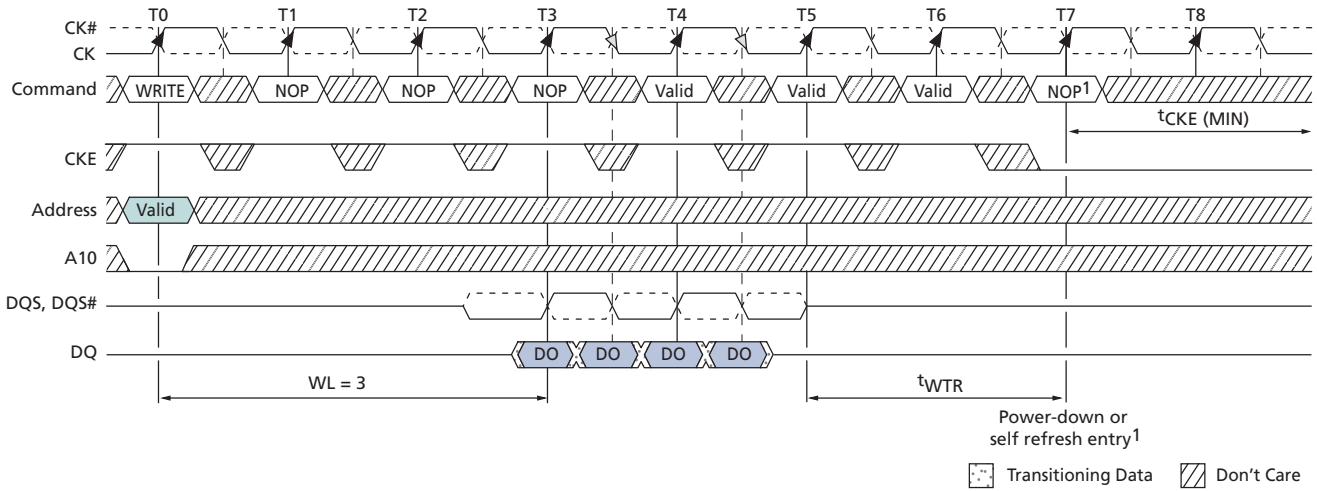 T0 T1 T2 T3 T4 T5 T6 T7 T8
CK#
CK
Command WRITE NOP NOP NOP Valid Valid Valid NOP1
tCKE (MIN)
CKE
Address Valid
A10
DQS, DQS#
DQ DO DO DO DO
WL = 3 tWTR
Power-down or
self refresh entry1
Transitioning Data Don't Care